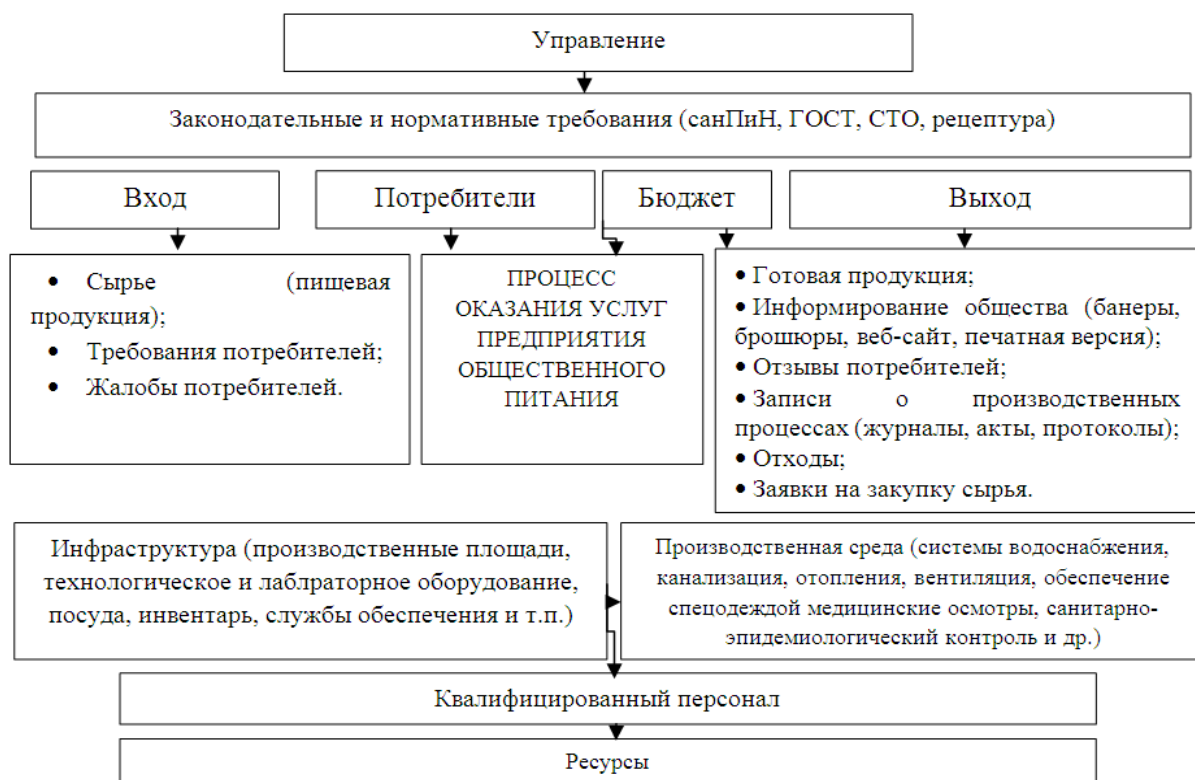 Управление
Законодательные и нормативные требования (санПиН, ГОСТ, СТО, рецептура)
Вход
Потребители
Бюджет
Выход
• Сырье (пищевая
продукция);
• Требования потребителей;
• Жалобы потребителей.
ПРОЦЕСС
ОКАЗАНИЯ УСЛУГ
ПРЕДПРИЯТИЯ
ОБЩЕСТВЕННОГО
ПИТАНИЯ
• Готовая продукция;
• Информирование общества (банеры,
брошюры, веб-сайт, печатная версия);
• Отзывы потребителей;
• Записи о производственных
процессах (журналы, акты, протоколы);
• Отходы;
• Заявки на закупку сырья.
Инфраструктура (производственные площади,
технологическое и лаблраторное оборудование,
посуда, инвентарь, службы обеспечения и т.п.)
Производственная среда (системы водоснабжения,
канализация, отопления, вентиляция, обеспечение
спецодеждой медицинские осмотры, санитарно-
эпидемиологический контроль и др.)
Квалифицированный персонал
Ресурсы